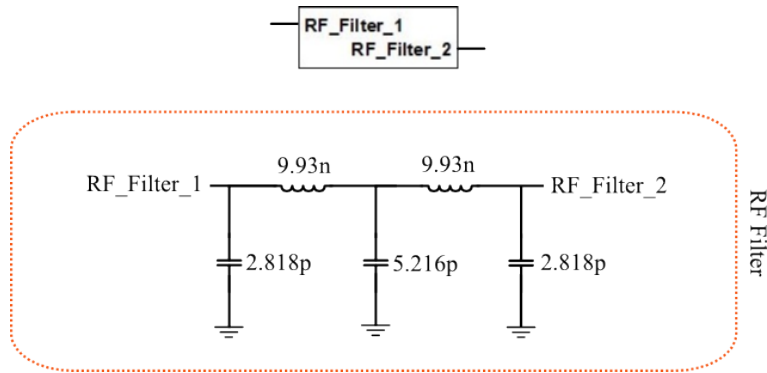 RF_Filter_1
RF_Filter_2
9.93n
9.93n
RF_Filter_1
RF_Filter_2
2.818p
5.216p
2.818p
RF Filter